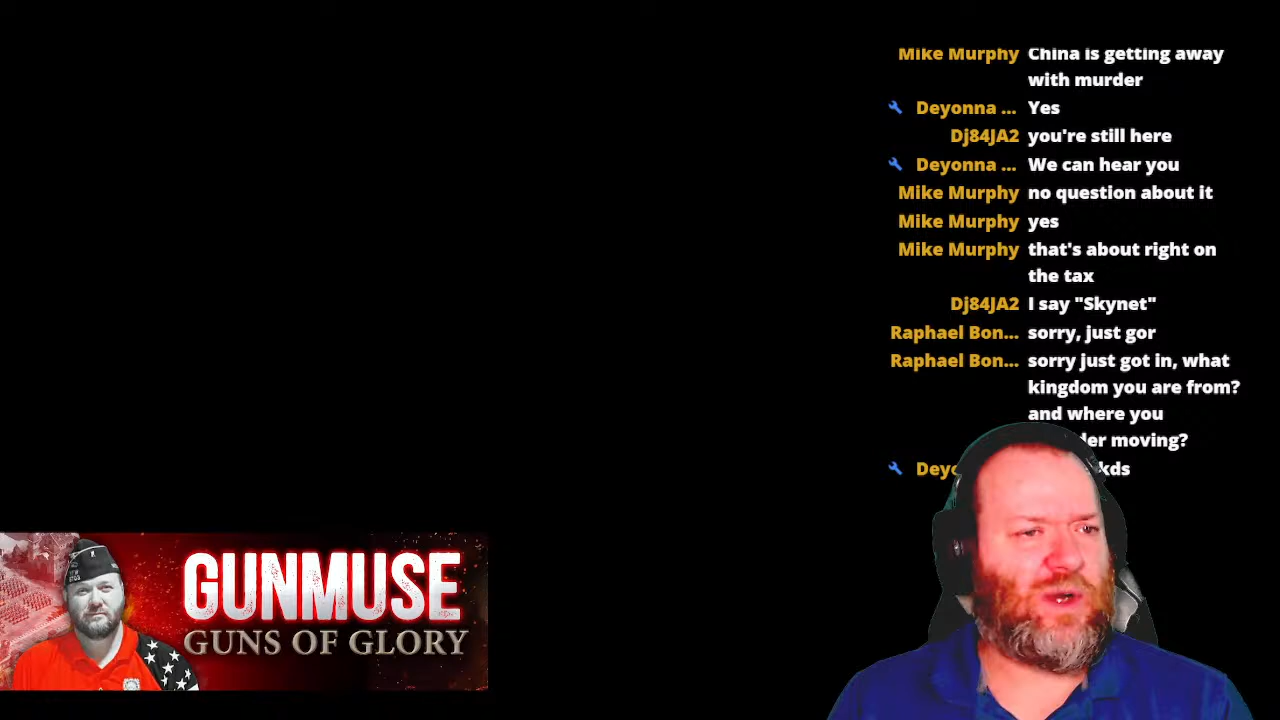 Mike Murphy China is getting away
with murder
Deyonna ... Yes
Dj84JA2 you're still here
Deyonna ... We can hear you
Mike Murphy no question about it
Mike Murphy yes
Mike Murphy that's about right on
the tax
Dj84JA2 I say "Skynet"
Raphael Bon... sorry, just gor
Raphael Bon... sorry just got in, what
kingdom you are from?
and where you
moving?
GUNMUSE
GUNS OF GLORY